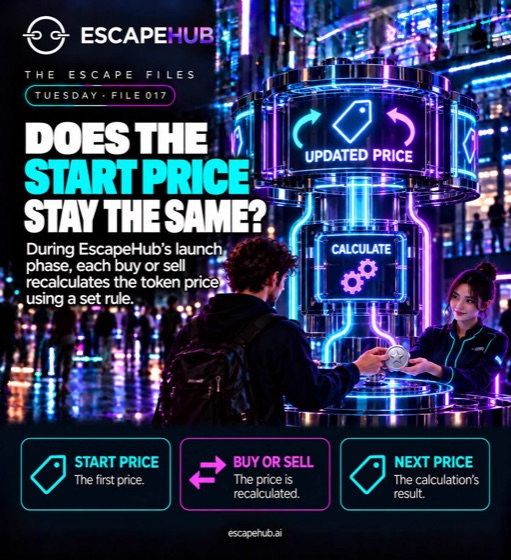 ESCAPEHUB
THE ESCAPE FILES
TUESDAY · FILE 017
DOES THE
START PRICE
STAY THE SAME?
During EscapeHub's launch
phase, each buy or sell
recalculates the token price
using a set rule.
UPDATED PRICE
CALCULATE
START PRICE
The first price.
BUY OR SELL
The price is
recalculated.
NEXT PRICE
The calculation's
result.
escapehub.ai